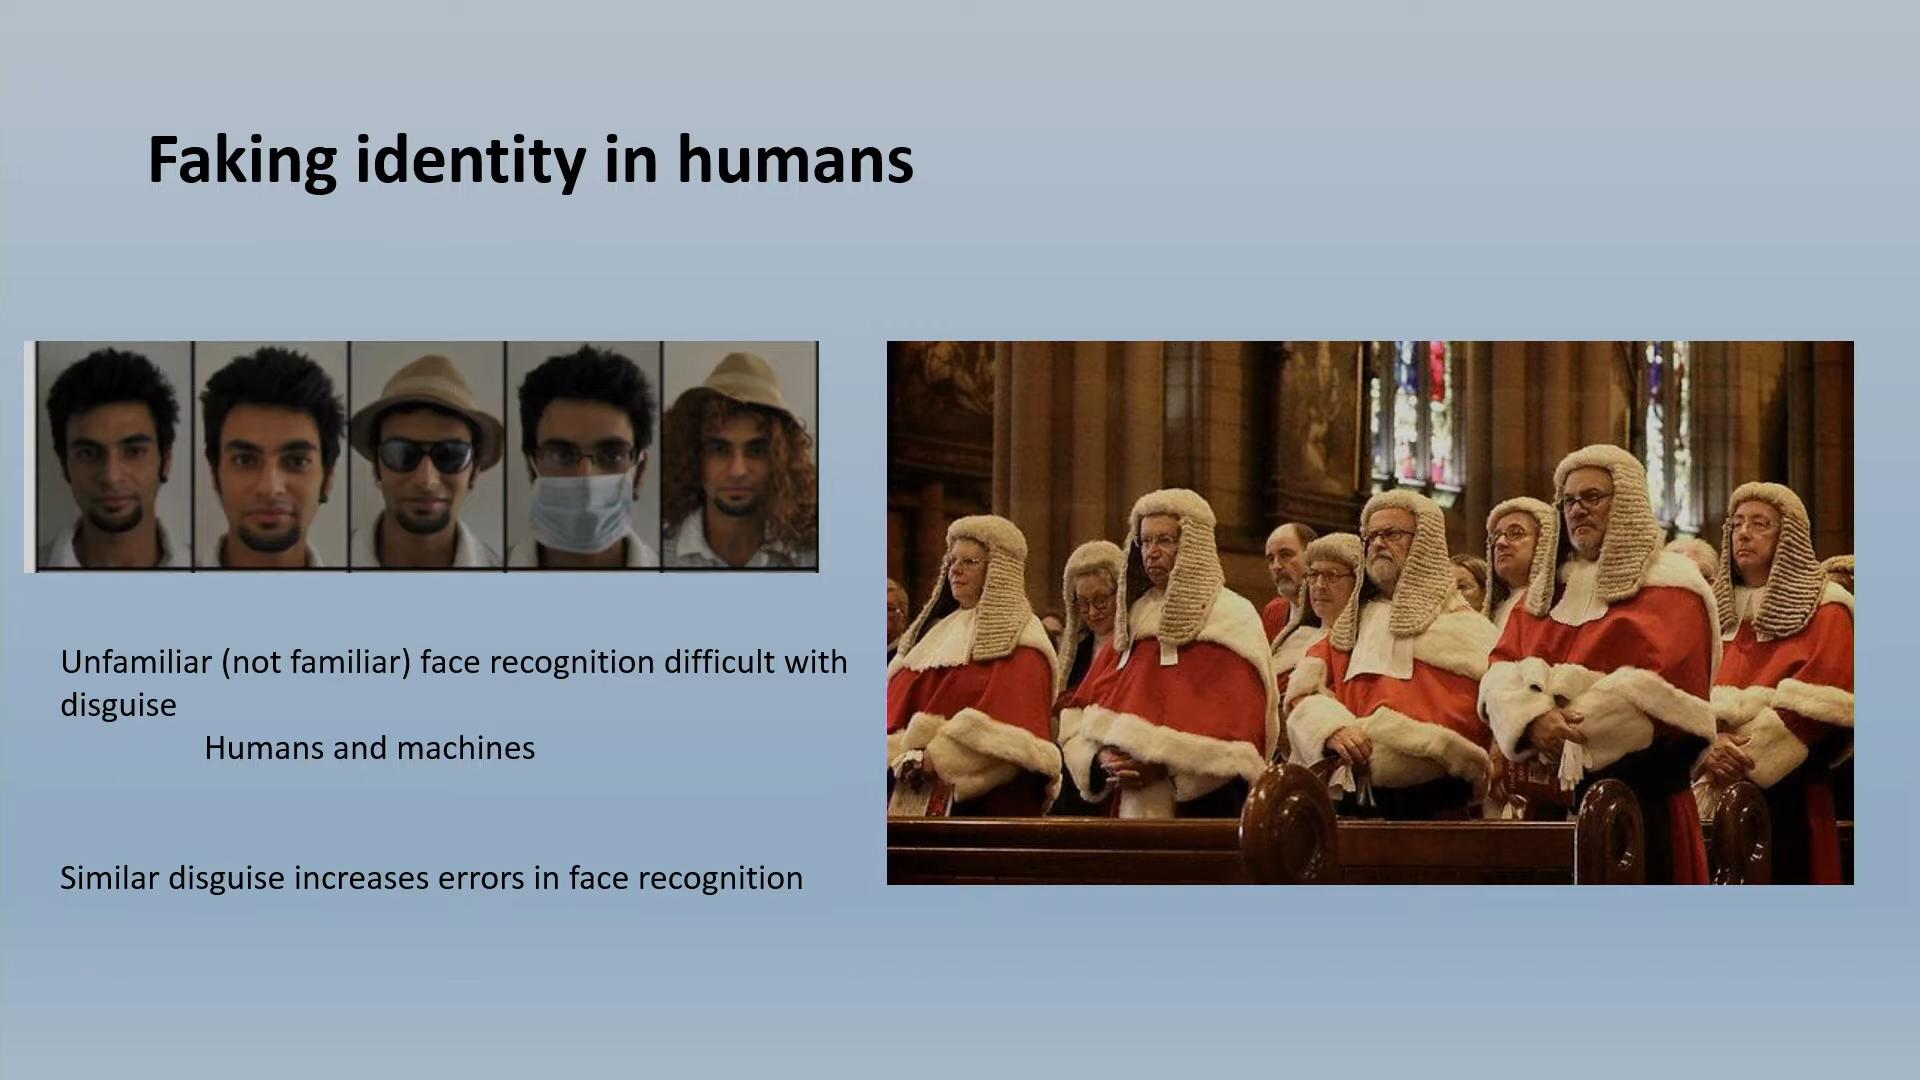 Faking identity in humans
Unfamiliar (not familiar) face recognition difficult with
disguise
Humans and machines
Similar disguise increases errors in face recognition